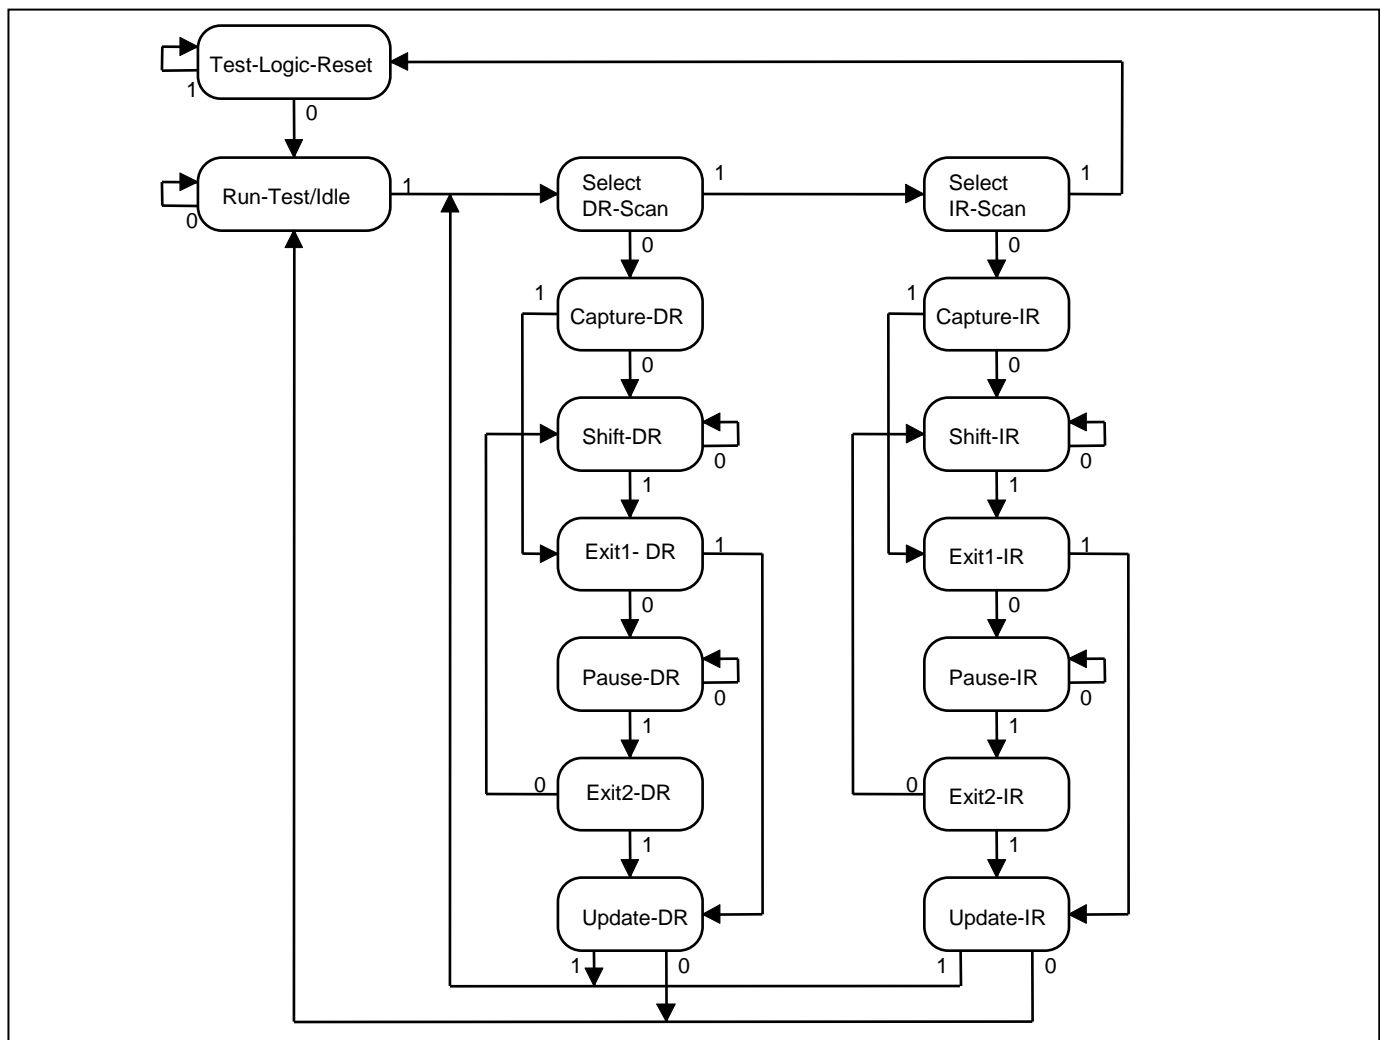 Test-Logic-Reset
1
0
Run-Test/Idle
1
0
Select
DR-Scan
1
0
Select
IR-Scan
1
0
1
Capture-DR
0
1
Capture-IR
0
Shift-DR
0
1
Shift-IR
0
1
Exit1- DR
1
0
Exit1-IR
1
0
Pause-DR
0
1
Pause-IR
0
1
0
Exit2-DR
1
0
Exit2-IR
1
Update-DR
1
0
Update-IR
1
0